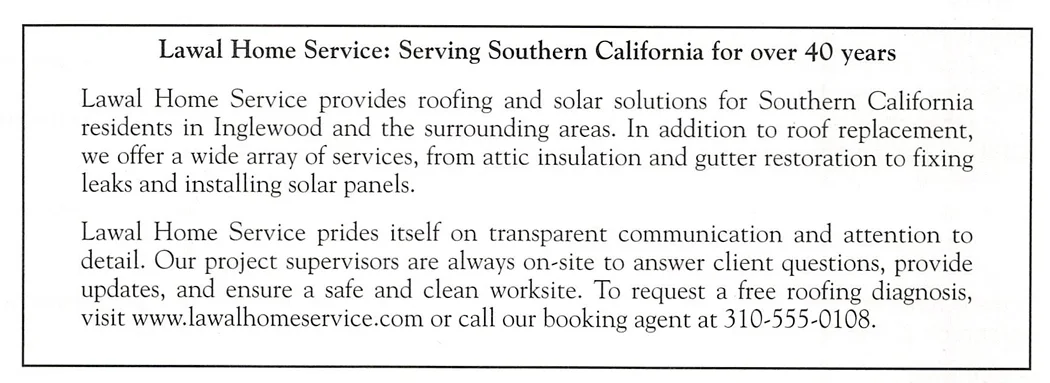 Lawal Home Service: Serving Southern California for over 40 years
Lawal Home Service provides roofing and solar solutions for Southern California
residents in Inglewood and the surrounding areas. In addition to roof replacement,
we offer a wide array of services, from attic insulation and gutter restoration to fixing
leaks and installing solar panels.
Lawal Home Service prides itself on transparent communication and attention to
detail. Our project supervisors are always on-site to answer client questions, provide
updates, and ensure a safe and clean worksite. To request a free roofing diagnosis,
visit www.lawalhomeservice.com or call our booking agent at 310-555-0108.